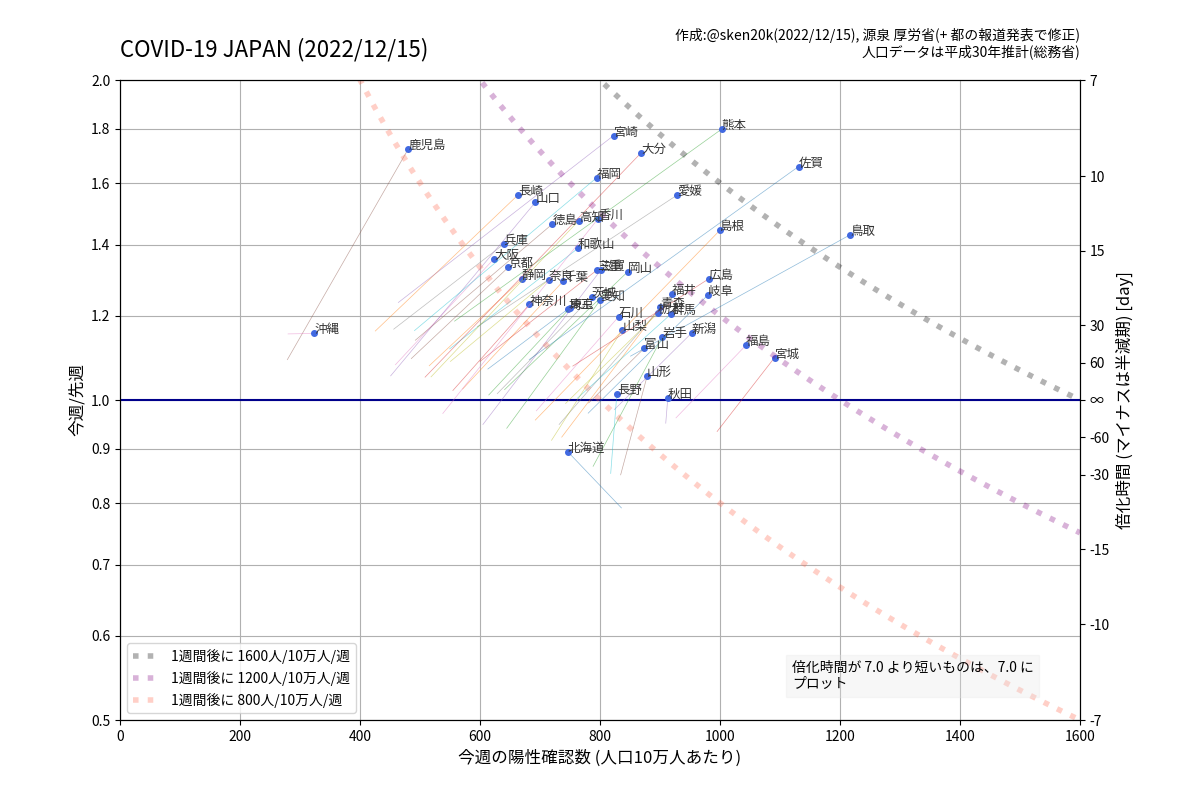 COVID-19 JAPAN (2022/12/15)
作成:@sken20k(2022/12/15), 源泉 厚労省(+ 都の報道発表で修正)
人口データは平成30年推計(総務省)
2.0
1.8
1.6
1.4
1.2
1.0
0.9
0.8
0.7
0.6
0.5
今週/先週
7
10
15
30
60
∞
-60
-30
-15
-10
-7
倍化時間 (マイナスは半減期) [day]
熊本
宮崎
鹿児島
大分
佐賀
福岡
長崎
山口
愛媛
徳島
高知
香川
島根
鳥取
兵庫
和歌山
大阪
京都
岡山
静岡
奈良
千葉
広島
茨城
愛知
福井
岐阜
神奈川
青森
群馬
石川
山梨
沖縄
岩手
新潟
富山
福島
宮城
山形
長野
秋田
北海道
1週間後に 1600人/10万人/週
1週間後に 1200人/10万人/週
1週間後に 800人/10万人/週
倍化時間が 7.0 より短いものは、7.0 に
プロット
0
200
400
600
800
1000
1200
1400
1600
今週の陽性確認数 (人口10万人あたり)